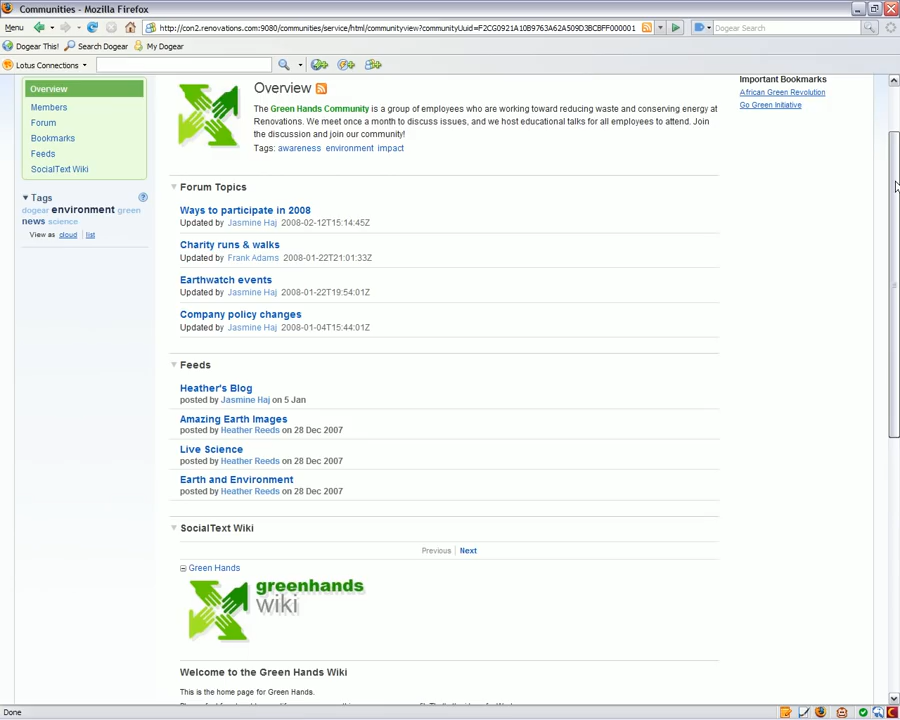 Communities - Mozilla Firefox
Menu
http://con2.renovations.com:9080/communities/service/html/communityview?communityUuid=F2CG0921A10B9763A62A509D3BCBFF000001
Dogear Search
Dogear This! Search Dogear My Dogear
Lotus Connections
Overview
Members
Forum
Bookmarks
Feeds
SocialText Wiki
Tags
dogear environment green
news science
View as cloud list
Overview
The Green Hands Community is a group of employees who are working toward reducing waste and conserving energy at
Renovations. We meet once a month to discuss issues, and we host educational talks for all employees to attend. Join
the discussion and join our community!
Tags: awareness environment impact
Forum Topics
Ways to participate in 2008
Updated by Jasmine Haj 2008-02-12T15:14:45Z
Charity runs & walks
Updated by Frank Adams 2008-01-22T21:01:33Z
Earthwatch events
Updated by Jasmine Haj 2008-01-22T19:54:01Z
Company policy changes
Updated by Jasmine Haj 2008-01-04T15:44:01Z
Feeds
Heather's Blog
posted by Jasmine Haj on 5 Jan
Amazing Earth Images
posted by Heather Reeds on 28 Dec 2007
Live Science
posted by Heather Reeds on 28 Dec 2007
Earth and Environment
posted by Heather Reeds on 28 Dec 2007
SocialText Wiki
Previous | Next
Green Hands
greenhands
wiki
Welcome to the Green Hands Wiki
This is the home page for Green Hands.
Important Bookmarks
African Green Revolution
Go Green Initiative
Done